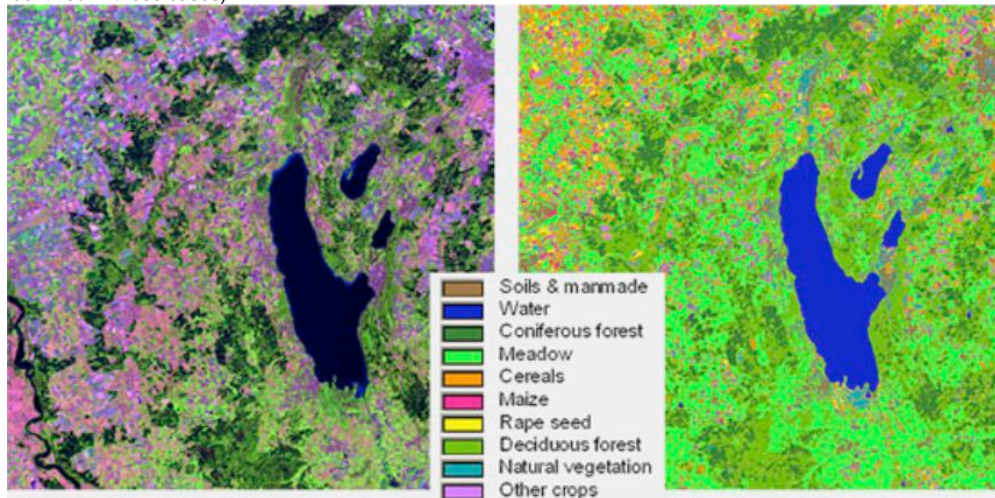 Soils & manmade
Water
Coniferous forest
Meadow
Cereals
Maize
Rape seed
Deciduous forest
Natural vegetation
Other crops